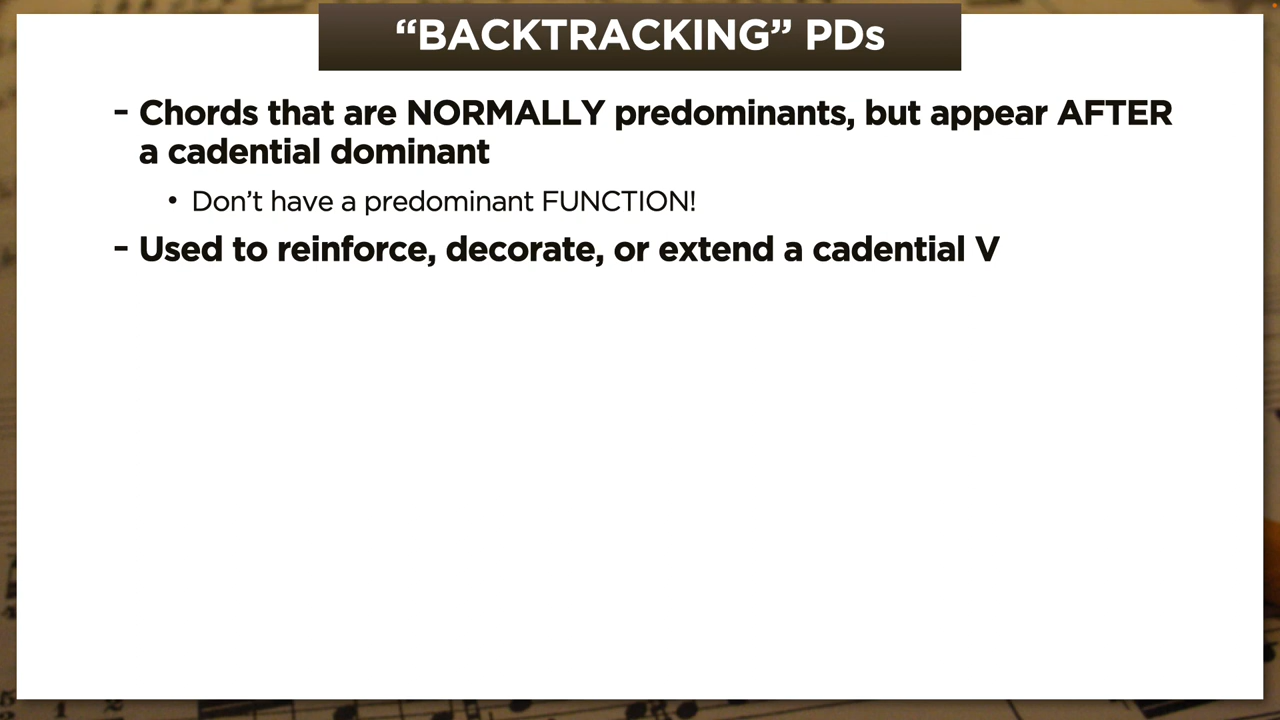 “BACKTRACKING” PDs
- Chords that are NORMALLY predominants, but appear AFTER
a cadential dominant
• Don’t have a predominant FUNCTION!
- Used to reinforce, decorate, or extend a cadential V